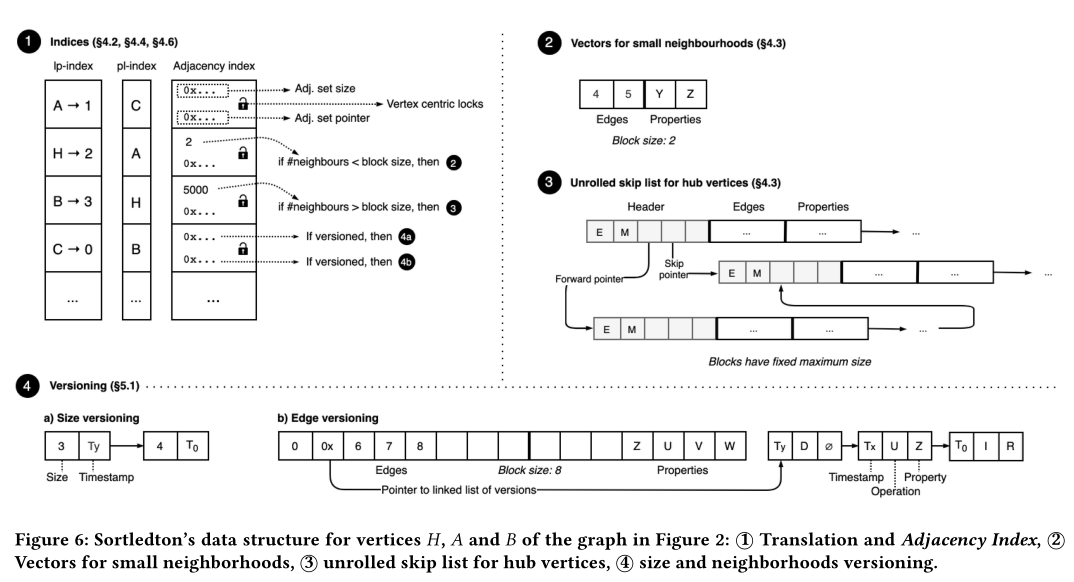 1 Indices (§4.2, §4.4, §4.6)
lp-index pl-index Adjacency index
A → 1 C 0x... Adj. set size
Vertex centric locks
0x... Adj. set pointer
H → 2 A 2
0x... if #neighbours < block size, then 2
B → 3 H 5000
0x... if #neighbours > block size, then 3
C → 0 B 0x... If versioned, then 4a
0x... If versioned, then 4b
... ... ...
2 Vectors for small neighbourhoods (§4.3)
4 5 Y Z
Edges Properties
Block size: 2
3 Unrolled skip list for hub vertices (§4.3)
Header Edges Properties
E M ... ... ...
Skip
pointer
Forward pointer
E M ... ... ...
E M ... ... ...
Blocks have fixed maximum size
4 Versioning (§5.1)
a) Size versioning
3 Ty 4 T0
Size Timestamp
b) Edge versioning
0 0x 6 7 8 Z U V W Ty D ∅ Tx U Z T0 I R
Edges Block size: 8 Properties
Timestamp Property
Operation
Pointer to linked list of versions
Figure 6: Sortledton's data structure for vertices H, A and B of the graph in Figure 2: ① Translation and Adjacency Index, ②
Vectors for small neighborhoods, ③ unrolled skip list for hub vertices, ④ size and neighborhoods versioning.